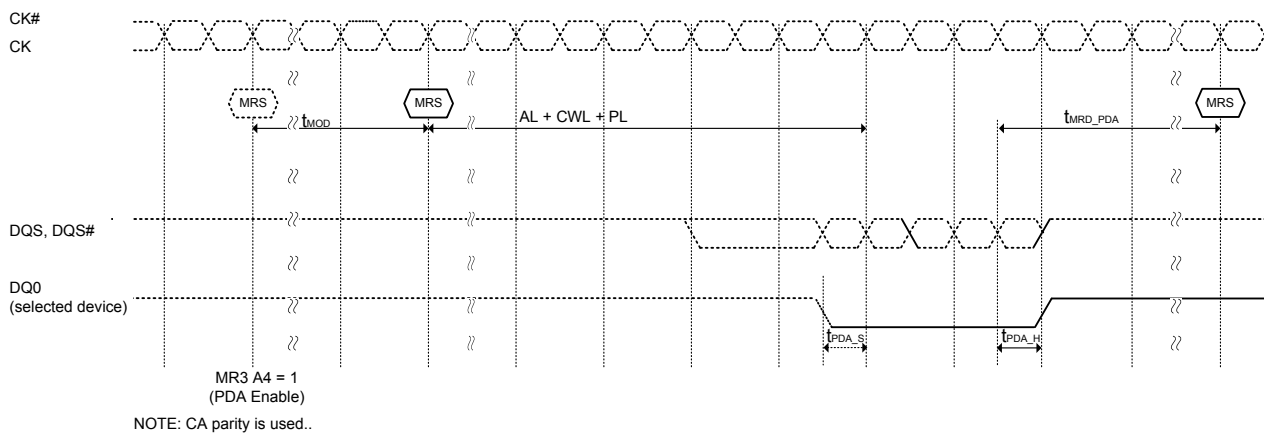 CK#
CK
MRS
MRS
MRS
tMOD
AL + CWL + PL
tMRD_PDA
DQS, DQS#
DQ0
(selected device)
tPDA_S
tPDA_H
MR3 A4 = 1
(PDA Enable)
NOTE: CA parity is used..